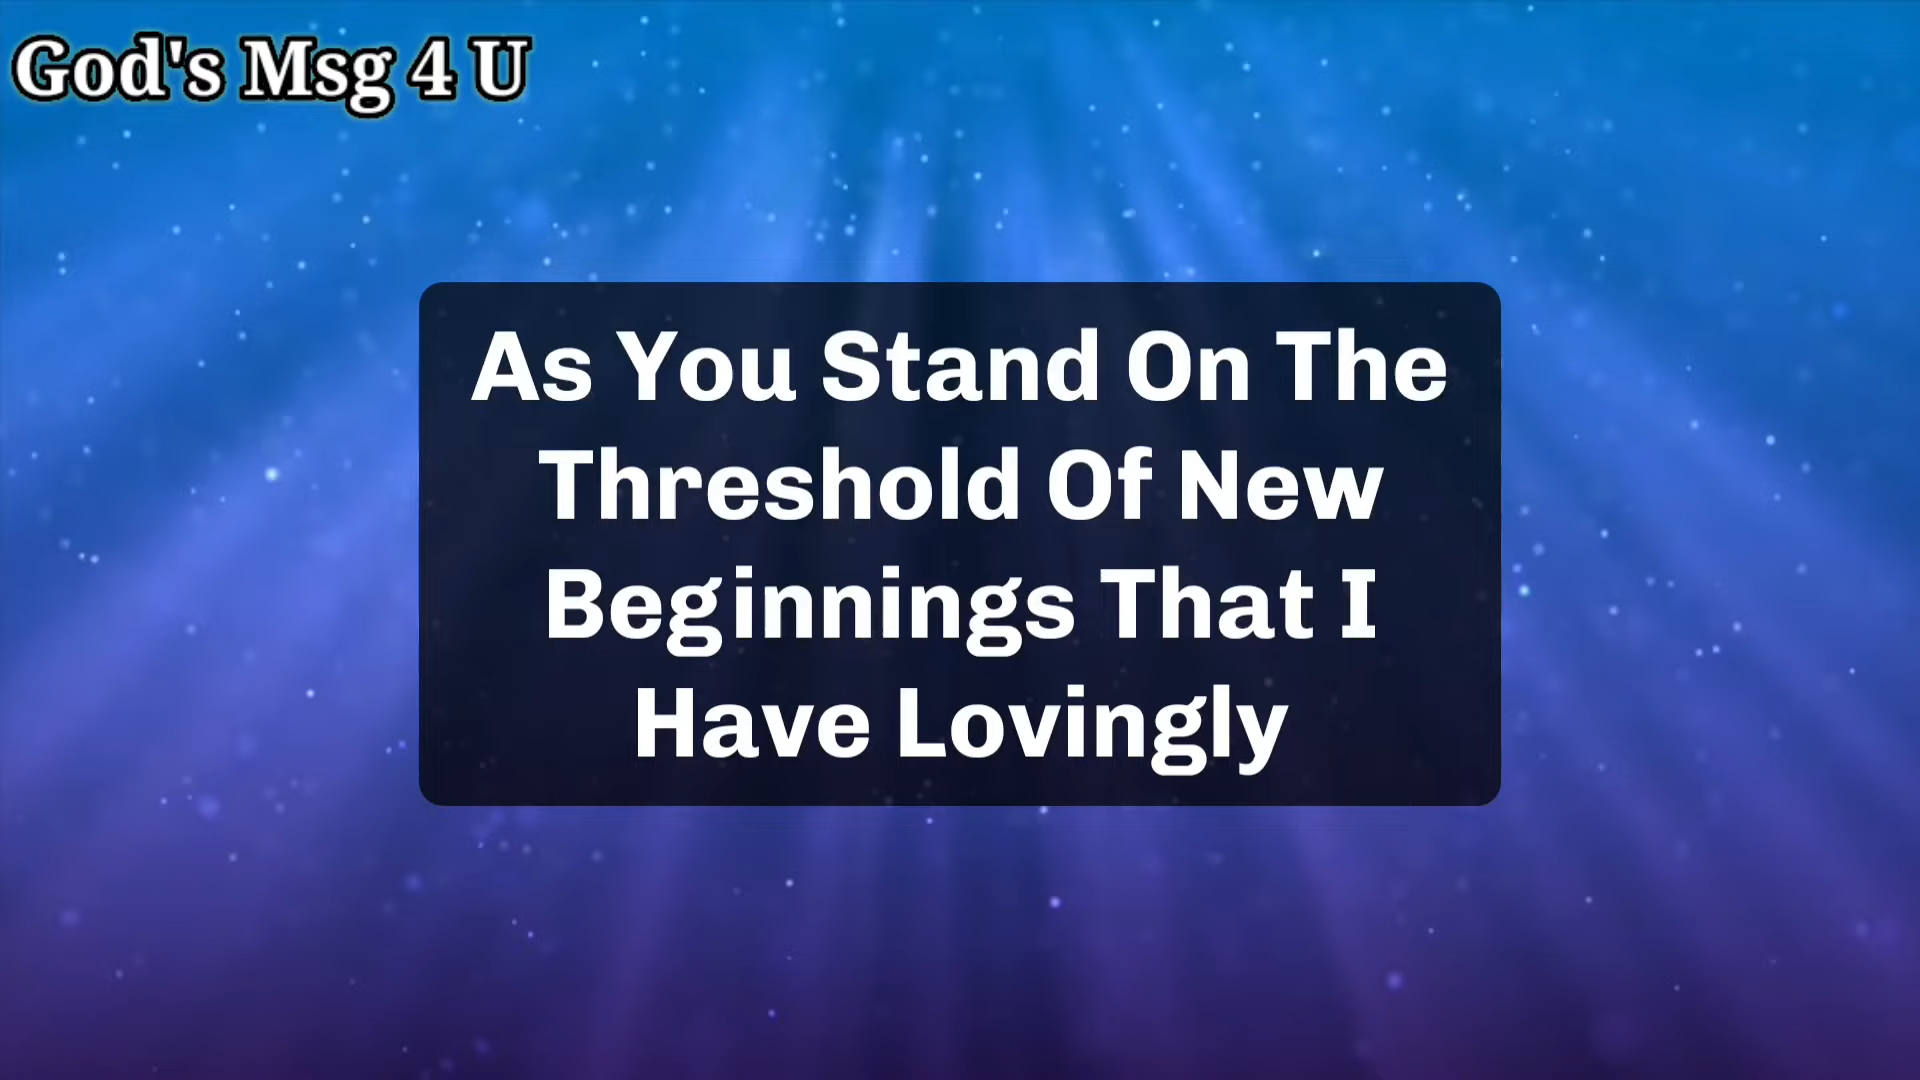 God's Msg 4 U
As You Stand On The
Threshold Of New
Beginnings That I
Have Lovingly